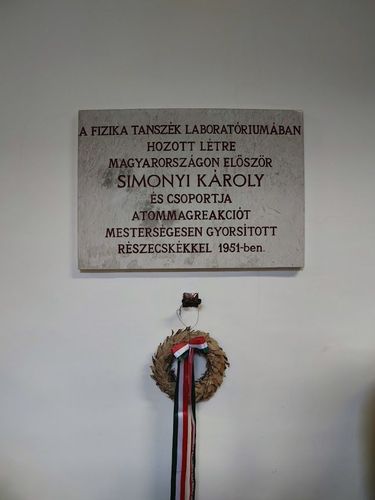 A FIZIKA TANSZÉK LABORATÓRIUMÁBAN
HOZOTT LÉTRE
MAGYARORSZÁGON ELŐSZÖR
SIMONYI KÁROLY
ÉS CSOPORTJA
ATOMMAGREAKCIÓT
MESTERSÉGESEN GYORSÍTOTT
RÉSZECSKÉKKEL 1951-ben.